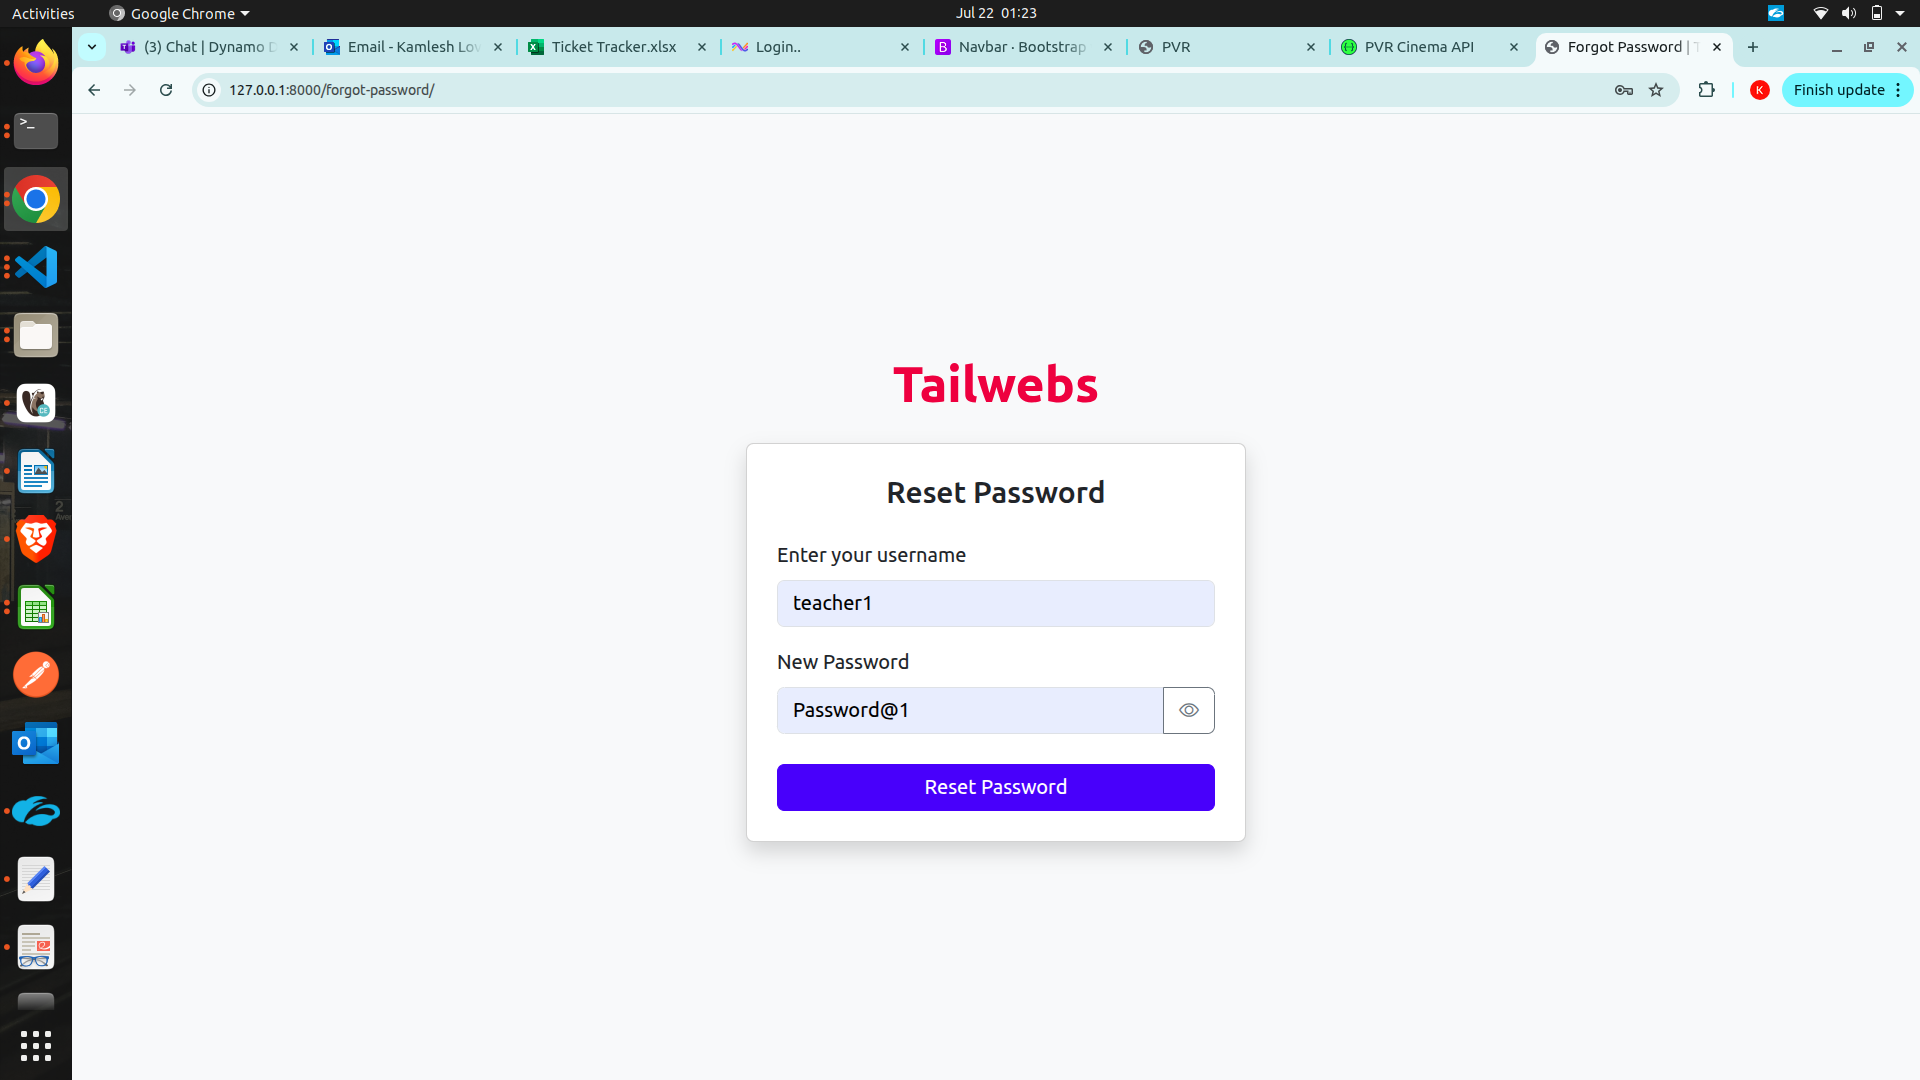 Activities
Google Chrome
Jul 22 01:23
(3) Chat | Dynamo D
Email - Kamlesh Lov
Ticket Tracker.xlsx
Login..
Navbar · Bootstrap
PVR
PVR Cinema API
Forgot Password | T
127.0.0.1:8000/forgot-password/
K
Finish update
Tailwebs
Reset Password
Enter your username
teacher1
New Password
Password@1
Reset Password